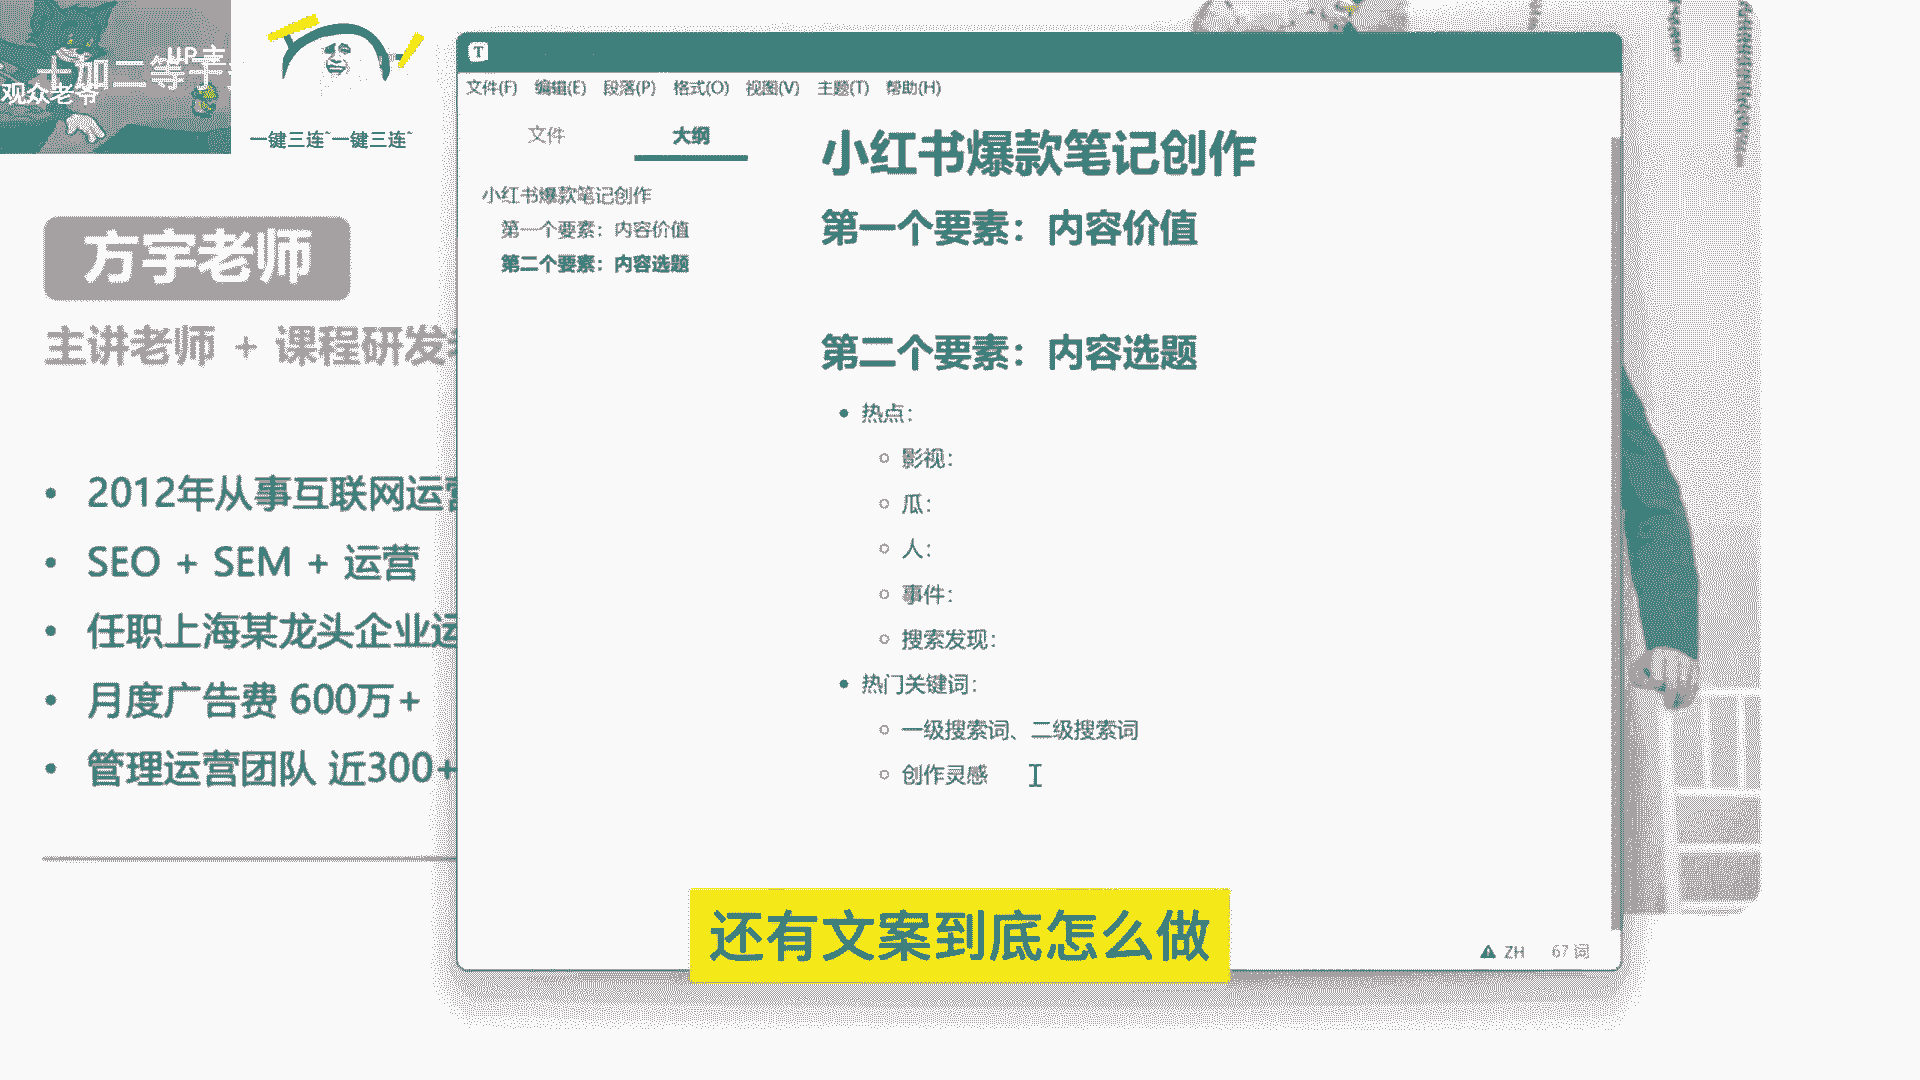 UP主
士加二等于
观众老爷
一键三连~一键三连~
方宇老师
主讲老师 + 课程研发
2012年从事互联网运营
SEO + SEM + 运营
任职上海某龙头企业运
月度广告费 600万+
管理运营团队 近300+
T
文件(F) 编辑(E) 段落(P) 格式(O) 视图(V) 主题(T) 帮助(H)
文件 大纲
小红书爆款笔记创作
第一个要素：内容价值
第二个要素：内容选题
小红书爆款笔记创作
第一个要素：内容价值
第二个要素：内容选题
热点：
影视：
瓜：
人：
事件：
搜索发现：
热门关键词：
一级搜索词、二级搜索词
创作灵感
还有文案到底怎么做
ZH 67 词